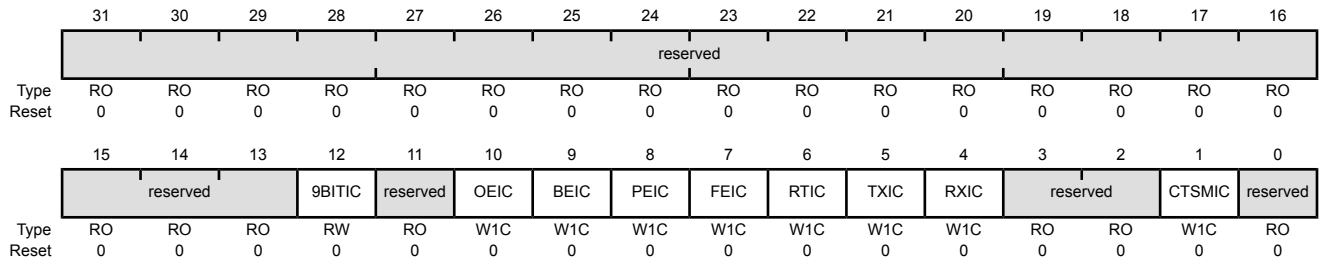 31 30 29 28 27 26 25 24 23 22 21 20 19 18 17 16
reserved
Type RO RO RO RO RO RO RO RO RO RO RO RO RO RO RO RO
Reset 0 0 0 0 0 0 0 0 0 0 0 0 0 0 0 0
15 14 13 12 11 10 9 8 7 6 5 4 3 2 1 0
reserved 9BITIC reserved OEIC BEIC PEIC FEIC RTIC TXIC RXIC reserved CTSMIC reserved
Type RO RO RO RW RO W1C W1C W1C W1C W1C W1C W1C RO RO W1C RO
Reset 0 0 0 0 0 0 0 0 0 0 0 0 0 0 0 0